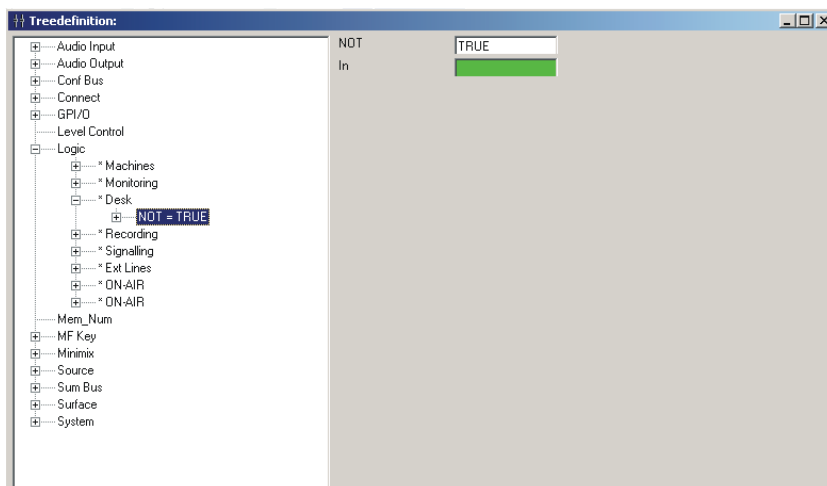 Treedefinition:
Audio Input
Audio Output
Conf Bus
Connect
GPI/O
Level Control
Logic
* Machines
* Monitoring
* Desk
NOT = TRUE
* Recording
* Signalling
* Ext Lines
* ON-AIR
* ON-AIR
Mem_Num
MF Key
Minimix
Source
Sum Bus
Surface
System
NOT TRUE
In